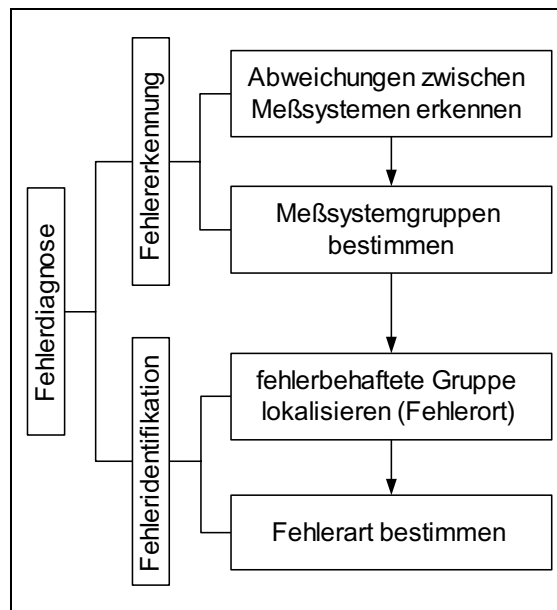 Fehlerdiagnose
Fehlererkennung
Abweichungen zwischen
Meßsystemen erkennen
Meßsystemgruppen
bestimmen
Fehleridentifikation
fehlerbehaftete Gruppe
lokalisieren (Fehlerort)
Fehlerart bestimmen